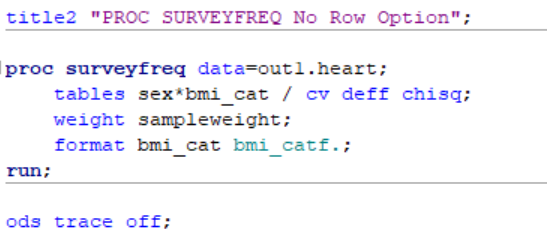 title2 "PROC SURVEYFREQ No Row Option";
proc surveyfreq data=out1.heart;
tables sex*bmi_cat / cv deff chisq;
weight sampleweight;
format bmi_cat bmi_catf.;
run;
ods trace off;